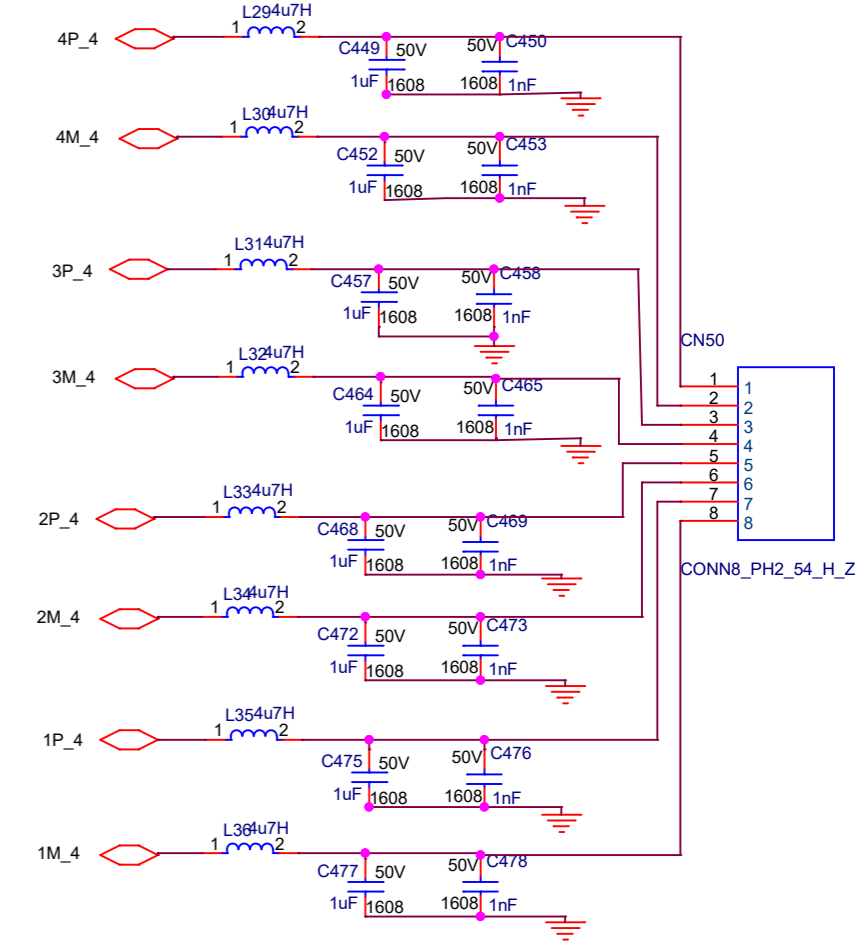 4P_4
1
L29
4u7H
2
C449
50V
1uF
1608
50V
C450
1608
1nF
4M_4
1
L30
4u7H
2
C452
50V
1uF
1608
50V
C453
1608
1nF
3P_4
1
L31
4u7H
2
C457
50V
1uF
1608
50V
C458
1608
1nF
3M_4
1
L32
4u7H
2
C464
50V
1uF
1608
50V
C465
1608
1nF
CN50
1 1
2 2
3 3
4 4
5 5
6 6
7 7
8 8
CONN8_PH2_54_H_Z
2P_4
1
L33
4u7H
2
C468
50V
1uF
1608
50V
C469
1608
1nF
2M_4
1
L34
4u7H
2
C472
50V
1uF
1608
50V
C473
1608
1nF
1P_4
1
L35
4u7H
2
C475
50V
1uF
1608
50V
C476
1608
1nF
1M_4
1
L36
4u7H
2
C477
50V
1uF
1608
50V
C478
1608
1nF